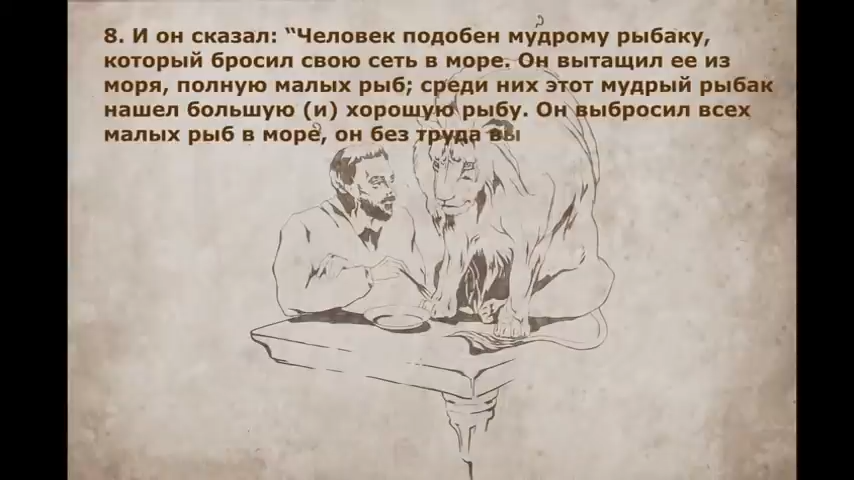 8. И он сказал: “Человек подобен мудрому рыбаку,
который бросил свою сеть в море. Он вытащил ее из
моря, полную малых рыб; среди них этот мудрый рыбак
нашел большую (и) хорошую рыбу. Он выбросил всех
малых рыб в море, он без труда вы